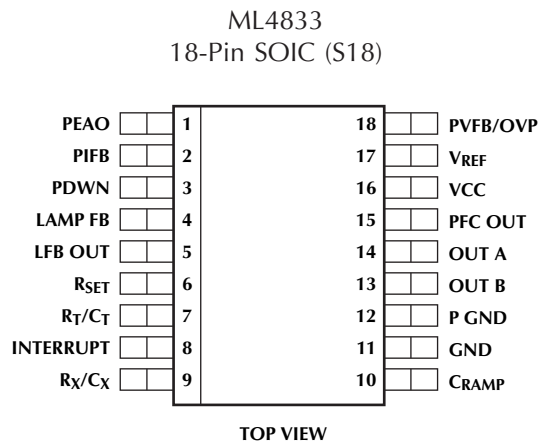 ML4833
18-Pin SOIC (S18)
PEAO 1 18 PVFB/OVP
PIFB 2 17 VREF
PDWN 3 16 VCC
LAMP FB 4 15 PFC OUT
LFB OUT 5 14 OUT A
RSET 6 13 OUT B
RT/CT 7 12 P GND
INTERRUPT 8 11 GND
RX/CX 9 10 CRAMP
TOP VIEW